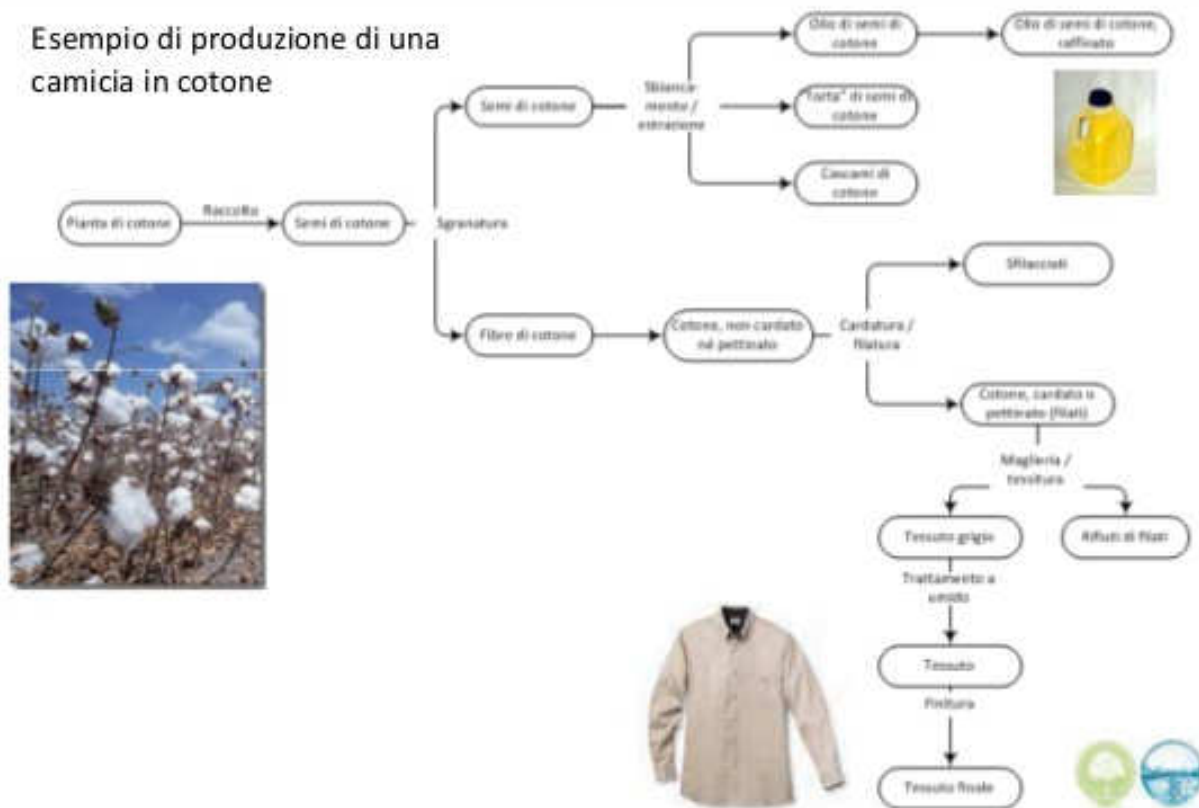 Esempio di produzione di una
camicia in cotone
Olio di semi di
cotone
Olio di semi di cotone,
raffinato
Semi di cotone
Sbianca-
mento /
estrazione
"Torta" di semi di
cotone
Cascami di
cotone
Pianta di cotone
Raccolto
Semi di cotone
Sgranatura
Sfilacciati
Fibre di cotone
Cotone, non cardato
né pettinato
Cardatura /
filatura
Cotone, cardato o
pettinato (filati)
Maglieria /
tessitura
Tessuto grigio
Rifiuti di filati
Trattamento a
umido
Tessuto
Finitura
Tessuto finale